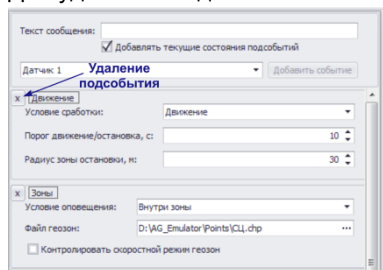 Текст сообщения:
Добавлять текущие состояния подсобытий
Датчик 1
Добавить событие
Удаление
подсобытия
x Движение
Условие сработки: Движение
Порог движение/остановка, с: 10
Радиус зоны остановки, м: 30
x Зоны
Условие оповещения: Внутри зоны
Файл геозон: D:\AG_Emulator\Points\СЦ.chp ...
Контролировать скоростной режим геозон